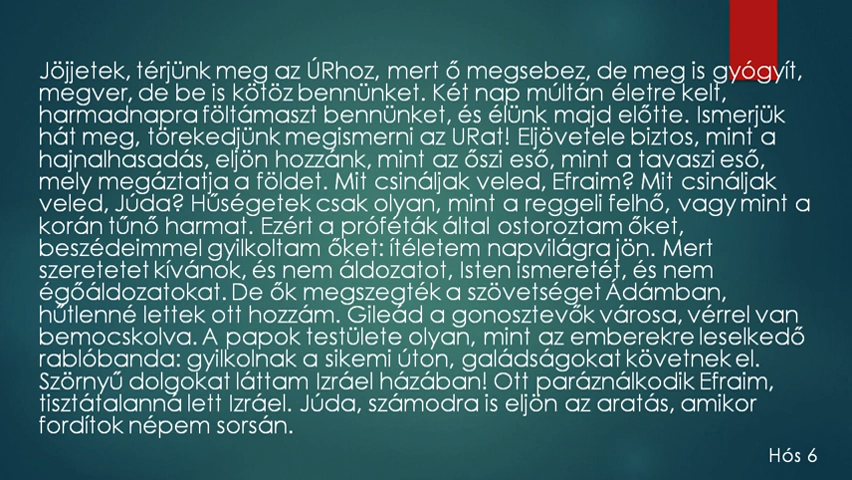 Jöjjetek, térjünk meg az ÚRhoz, mert ő megsebez, de meg is gyógyít,
megver, de be is kötöz bennünket. Két nap múltán életre kelt,
harmadnapra föltámaszt bennünket, és élünk majd előtte. Ismerjük
hát meg, törekedjünk megismerni az URat! Eljövetele biztos, mint a
hajnalhasadás, eljön hozzánk, mint az őszi eső, mint a tavaszi eső,
mely megáztatja a földet. Mit csináljak veled, Efraim? Mit csináljak
veled, Júda? Hűségetek csak olyan, mint a reggeli felhő, vagy mint a
korán tűnő harmat. Ezért a próféták által ostoroztam őket,
beszédeimmel gyilkoltam őket: ítéletem napvilágra jön. Mert
szeretetet kívánok, és nem áldozatot, Isten ismeretét, és nem
égőáldozatokat. De ők megszegték a szövetséget Ádámban,
hűtlenné lettek ott hozzám. Gileád a gonosztevők városa, vérrel van
bemocskolva. A papok testülete olyan, mint az emberekre leselkedő
rablóbanda: gyilkolnak a sikemi úton, galádságokat követnek el.
Szörnyű dolgokat láttam Izráel házában! Ott paráználkodik Efraim,
tisztátalanná lett Izráel. Júda, számodra is eljön az aratás, amikor
fordítok népem sorsán.
Hós 6